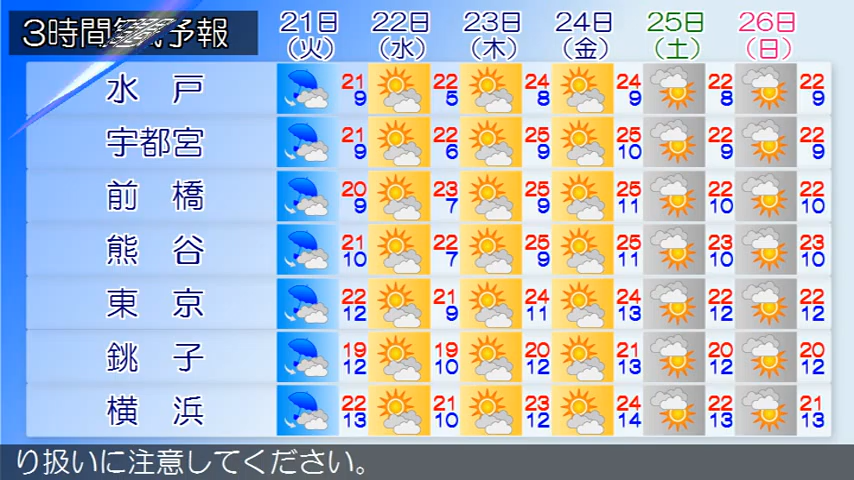 3時間 予報
21日 22日 23日 24日 25日 26日
(火) (水) (木) (金) (土) (日)
水戸 21 9 22 5 24 8 24 9 22 8 22 9
宇都宮 21 9 22 6 25 9 25 10 22 9 22 9
前橋 20 9 23 7 25 9 25 11 22 10 22 10
熊谷 21 10 22 7 25 9 25 11 23 10 23 10
東京 22 12 21 9 24 11 24 13 22 12 22 12
銚子 19 12 19 10 20 12 21 13 20 12 20 12
横浜 22 13 21 10 23 12 24 14 22 13 21 13
り扱いに注意してください。